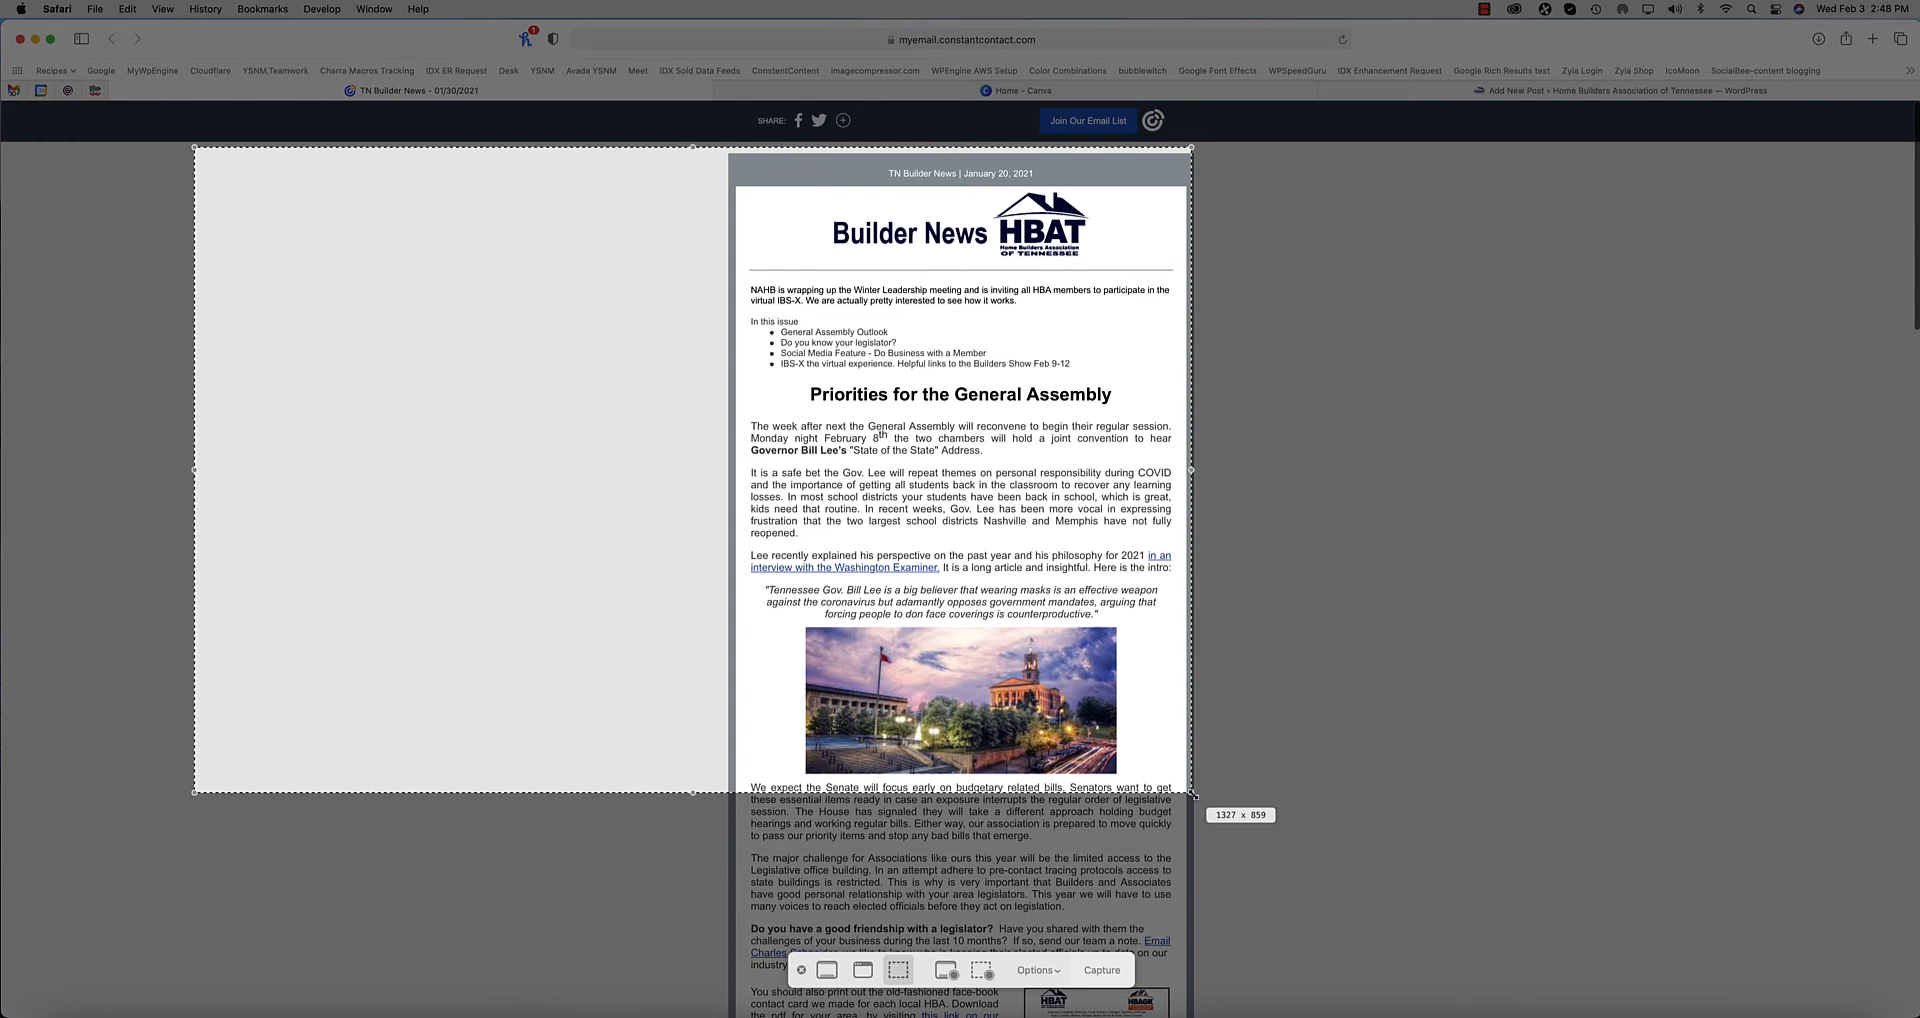 Safari File Edit View History Bookmarks Develop Window Help
Wed Feb 3 2:48 PM
1
myemail.constantcontact.com
Recipes Google MyWpEngine Cloudflare YSNM.Teamwork Charra Macros Tracking IDX ER Request Desk YSNM Avada YSNM Meet IDX Sold Data Feeds ConstentContent imagecompressor.com WPEngine AWS Setup Color Combinations bubblewitch Google Font Effects WPSpeedGuru IDX Enhancement Request Google Rich Results test Zyia Login Zyia Shop IcoMoon SocialBee-content blogging
TN Builder News - 01/30/2021
Home - Canva
Add New Post ‹ Home Builders Association of Tennessee — WordPress
SHARE:
Join Our Email List
TN Builder News | January 20, 2021
Builder News HBAT
Home Builders Association
OF TENNESSEE
NAHB is wrapping up the Winter Leadership meeting and is inviting all HBA members to participate in the
virtual IBS-X. We are actually pretty interested to see how it works.
In this issue
● General Assembly Outlook
● Do you know your legislator?
● Social Media Feature - Do Business with a Member
● IBS-X the virtual experience. Helpful links to the Builders Show Feb 9-12
Priorities for the General Assembly
The week after next the General Assembly will reconvene to begin their regular session.
Monday night February 8th the two chambers will hold a joint convention to hear
Governor Bill Lee's "State of the State" Address.
It is a safe bet the Gov. Lee will repeat themes on personal responsibility during COVID
and the importance of getting all students back in the classroom to recover any learning
losses. In most school districts your students have been back in school, which is great,
kids need that routine. In recent weeks, Gov. Lee has been more vocal in expressing
frustration that the two largest school districts Nashville and Memphis have not fully
reopened.
Lee recently explained his perspective on the past year and his philosophy for 2021 in an
interview with the Washington Examiner. It is a long article and insightful. Here is the intro:
"Tennessee Gov. Bill Lee is a big believer that wearing masks is an effective weapon
against the coronavirus but adamantly opposes government mandates, arguing that
forcing people to don face coverings is counterproductive."
We expect the Senate will focus early on budgetary related bills. Senators want to get
these essential items ready in case an exposure interrupts the regular order of legislative
session. The House has signaled they will take a different approach holding budget
hearings and working regular bills. Either way, our association is prepared to move quickly
to pass our priority items and stop any bad bills that emerge.
1327 x 859
The major challenge for Associations like ours this year will be the limited access to the
Legislative office building. In an attempt adhere to pre-contact tracing protocols access to
state buildings is restricted. This is why is very important that Builders and Associates
have good personal relationship with your area legislators. This year we will have to use
many voices to reach elected officials before they act on legislation.
Do you have a good friendship with a legislator? Have you shared with them the
challenges of your business during the last 10 months? If so, send our team a note. Email
Charles on our
industry
Options Capture
You should also print out the old-fashioned face-book
contact card we made for each local HBA. Download
the pdf for your area, by visiting this link on our
HBAT